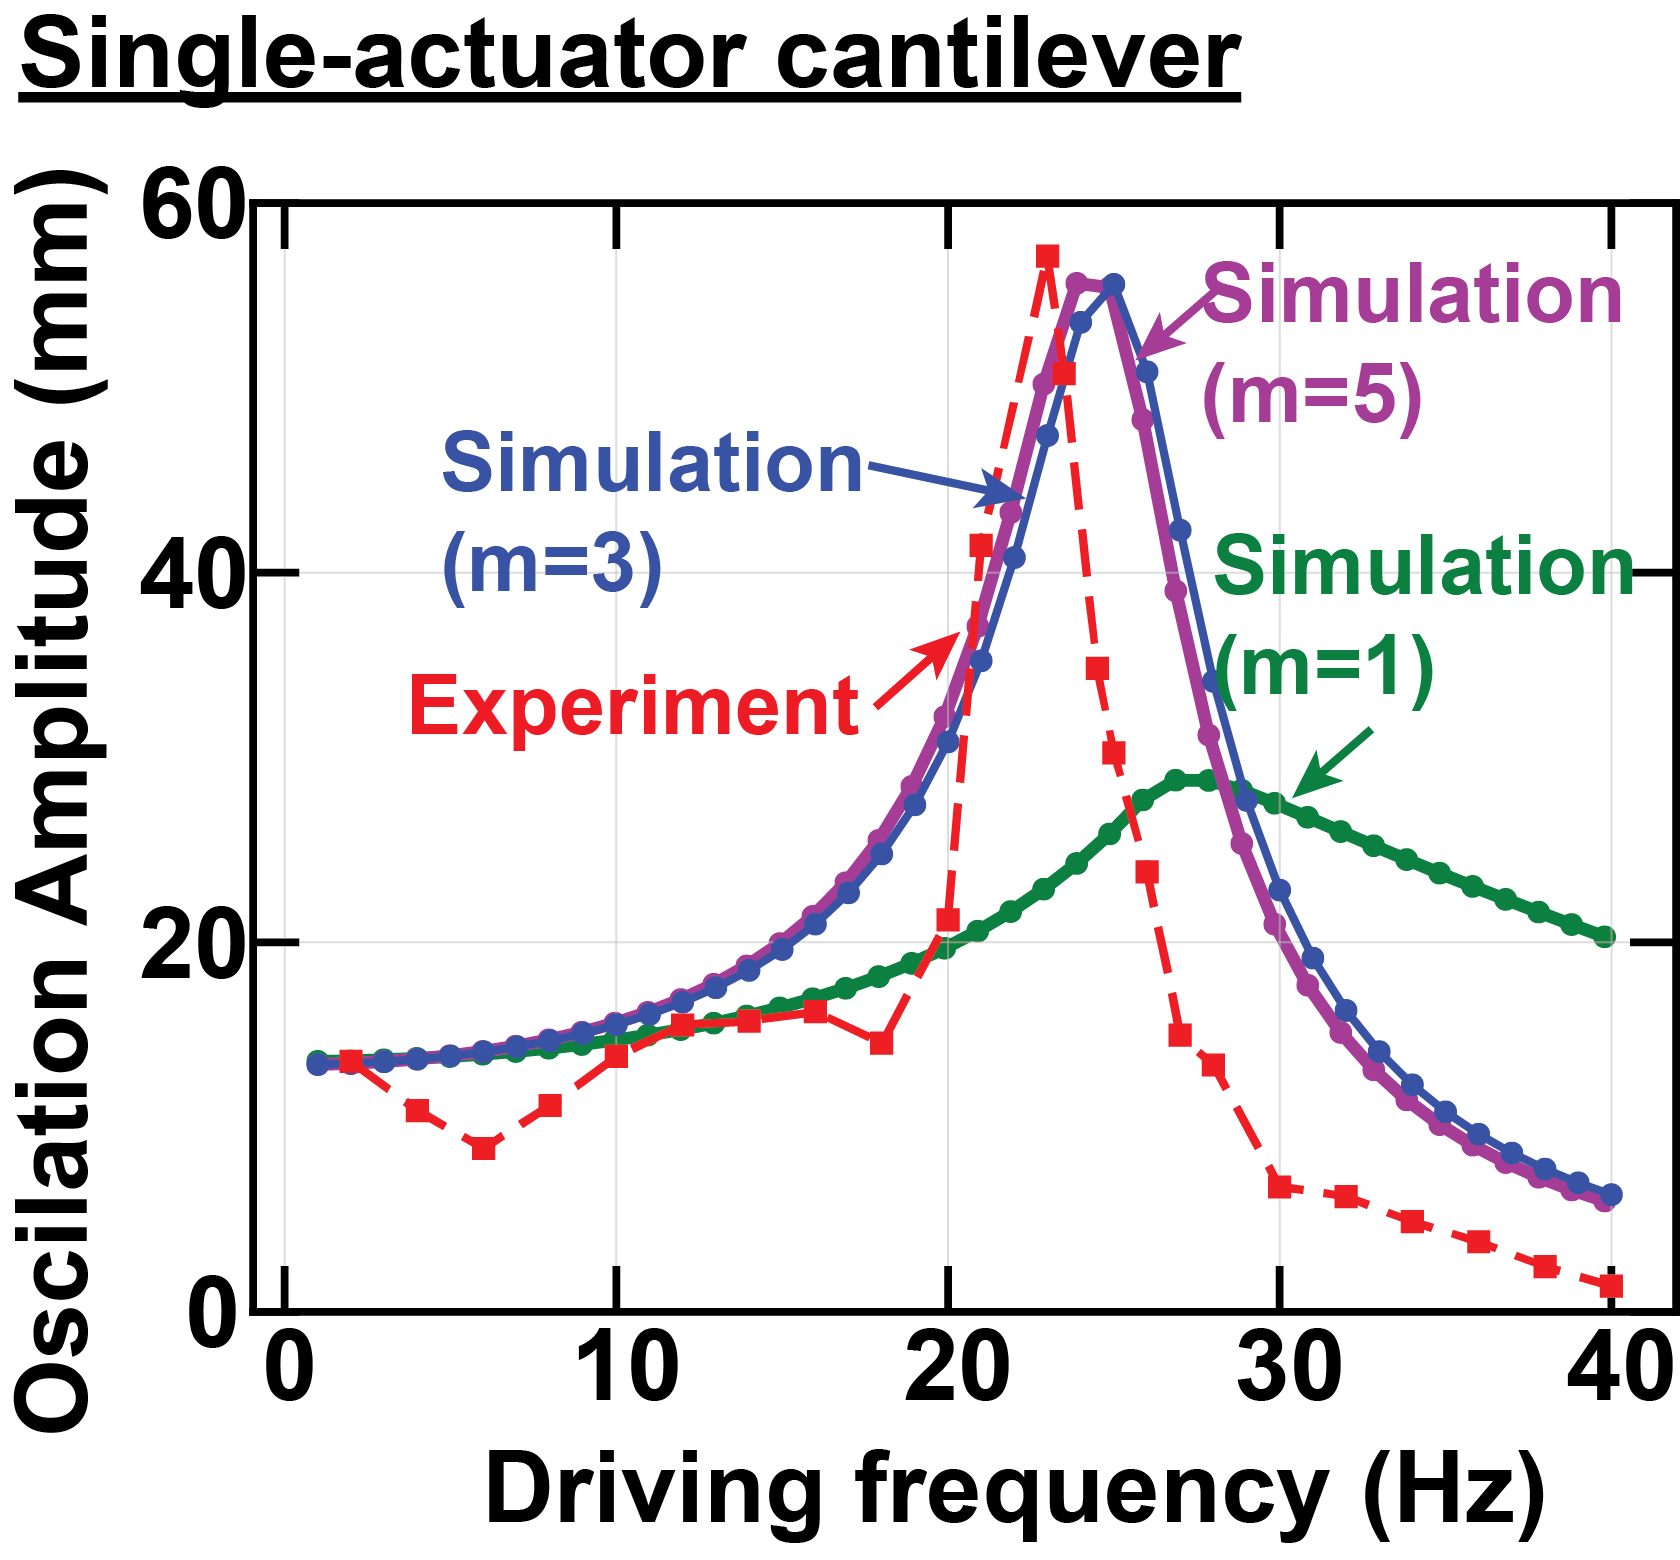 Single-actuator cantilever
Oscilation Amplitude (mm)
60
40
20
0
Simulation
(m=5)
Simulation
(m=3)
Simulation
(m=1)
Experiment
0 10 20 30 40
Driving frequency (Hz)